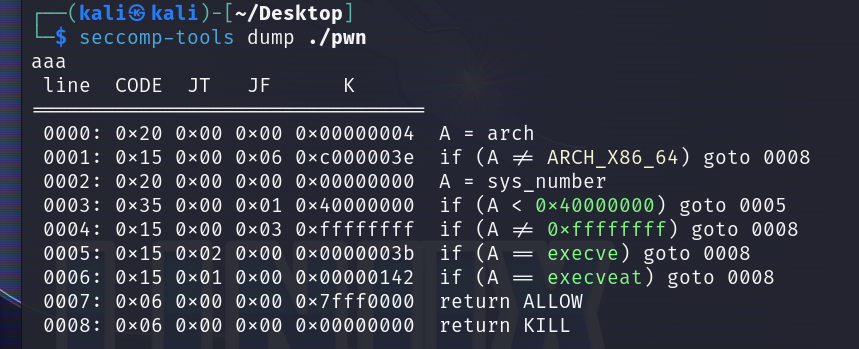 ┌──(kali㉿kali)-[~/Desktop]
└─$ seccomp-tools dump ./pwn
aaa
 line  CODE  JT   JF      K
=================================
 0000: 0x20 0x00 0x00 0x00000004  A = arch
 0001: 0x15 0x00 0x06 0xc000003e  if (A != ARCH_X86_64) goto 0008
 0002: 0x20 0x00 0x00 0x00000000  A = sys_number
 0003: 0x35 0x00 0x01 0x40000000  if (A < 0x40000000) goto 0005
 0004: 0x15 0x00 0x03 0xffffffff  if (A != 0xffffffff) goto 0008
 0005: 0x15 0x02 0x00 0x0000003b  if (A == execve) goto 0008
 0006: 0x15 0x01 0x00 0x00000142  if (A == execveat) goto 0008
 0007: 0x06 0x00 0x00 0x7fff0000  return ALLOW
 0008: 0x06 0x00 0x00 0x00000000  return KILL